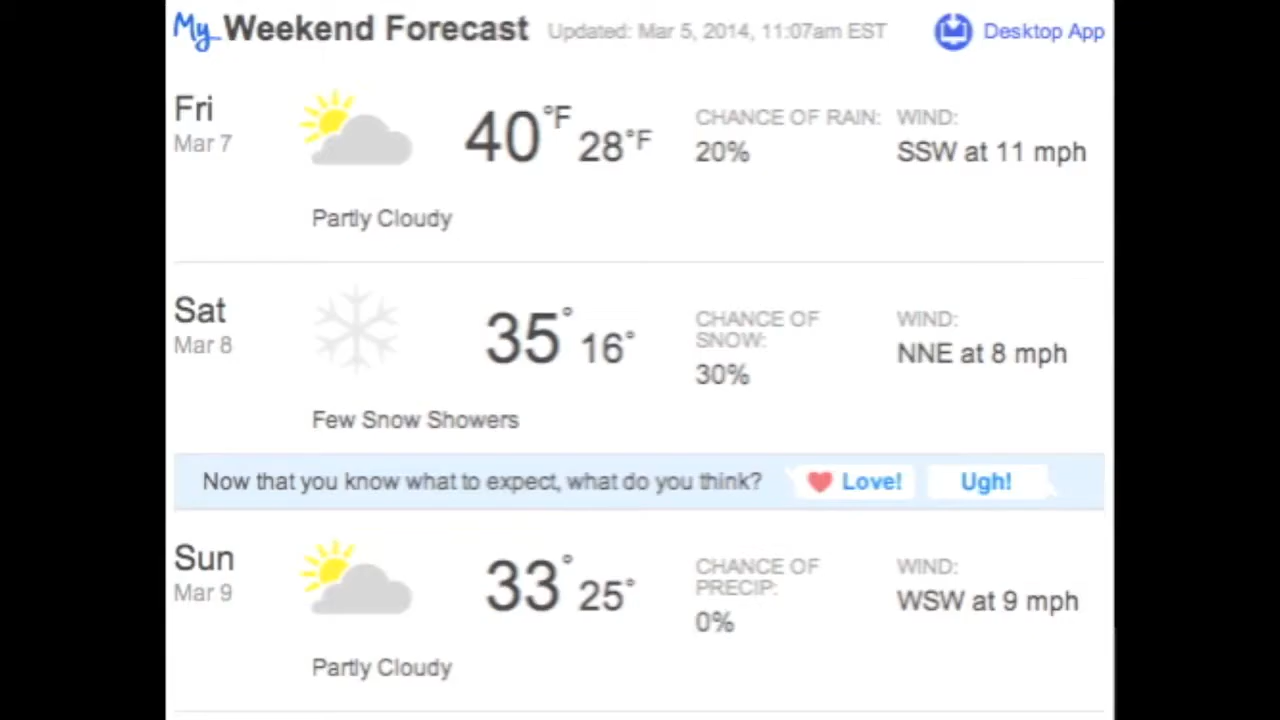 My Weekend Forecast Updated: Mar 5, 2014, 11:07am EST Desktop App
Fri
Mar 7
40°F 28°F
CHANCE OF RAIN:
20%
WIND:
SSW at 11 mph
Partly Cloudy
Sat
Mar 8
35° 16°
CHANCE OF
SNOW:
30%
WIND:
NNE at 8 mph
Few Snow Showers
Now that you know what to expect, what do you think? Love! Ugh!
Sun
Mar 9
33° 25°
CHANCE OF
PRECIP:
0%
WIND:
WSW at 9 mph
Partly Cloudy